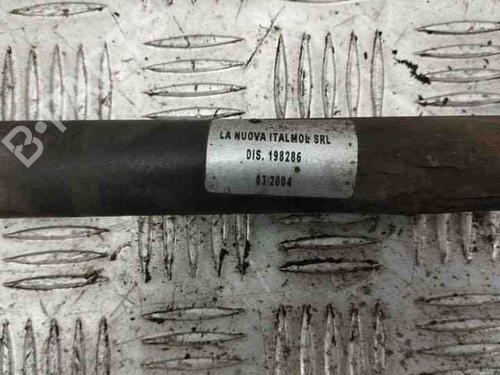 LA NUOVA ITALMOL SRL
DIS. 198286
03/2004